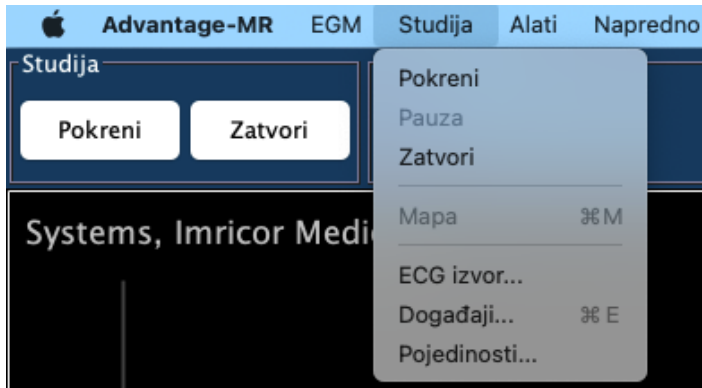 Advantage-MR EGM Studija Alati Napredno
Studija
Pokreni Zatvori
Systems, Imricor Medi
Pokreni
Pauza
Zatvori
Mapa ⌘M
ECG izvor...
Događaji... ⌘E
Pojedinosti...